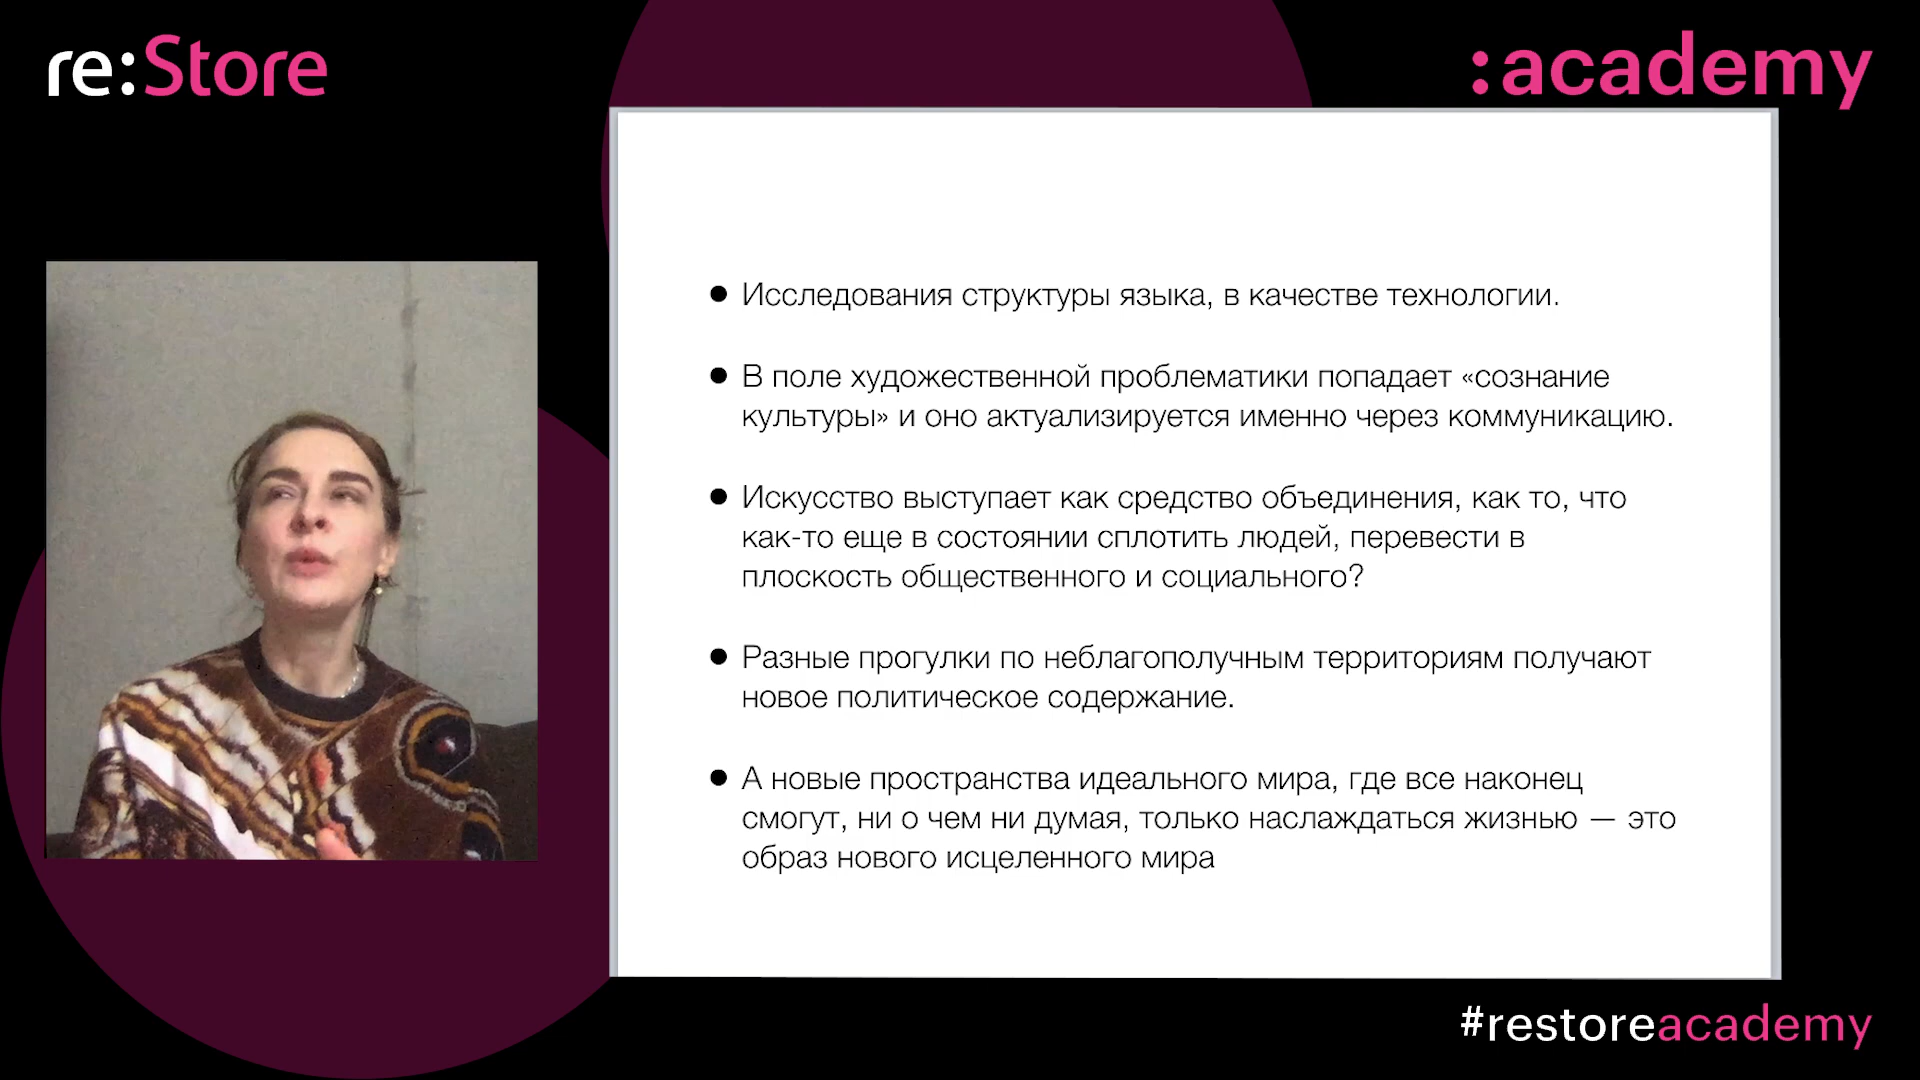 re:Store
:academy
● Исследования структуры языка, в качестве технологии.
● В поле художественной проблематики попадает «сознание
культуры» и оно актуализируется именно через коммуникацию.
● Искусство выступает как средство объединения, как то, что
как-то еще в состоянии сплотить людей, перевести в
плоскость общественного и социального?
● Разные прогулки по неблагополучным территориям получают
новое политическое содержание.
● А новые пространства идеального мира, где все наконец
смогут, ни о чем ни думая, только наслаждаться жизнью — это
образ нового исцеленного мира
#restoreacademy